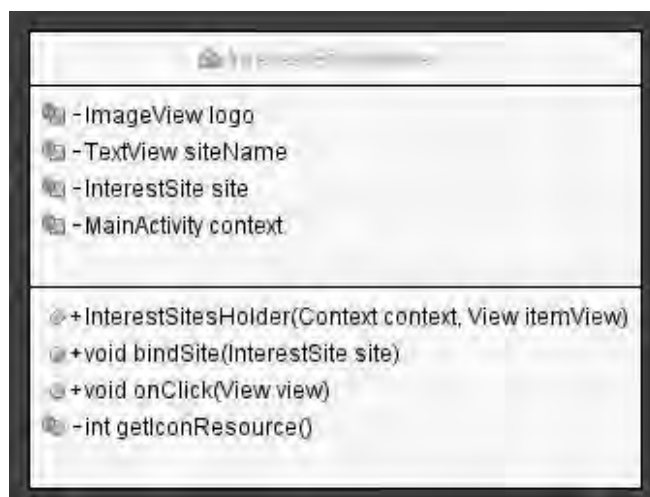 -ImageView logo
-TextView siteName
-InterestSite site
-MainActivity context
+InterestSitesHolder(Context context, View itemView)
+void bindSite(InterestSite site)
+void onClick(View view)
-int getIconResource()